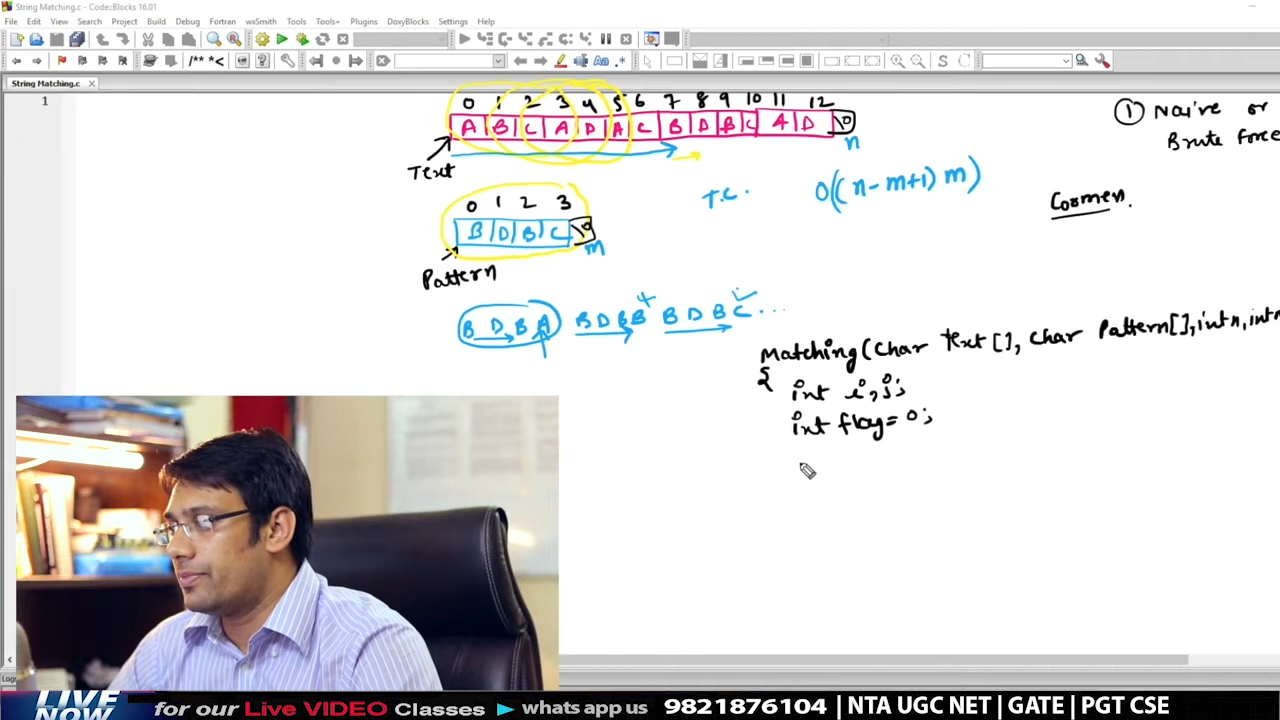 String Matching.c - Code::Blocks 16.01
File Edit View Search Project Build Debug Fortran wxSmith Tools Tools+ Plugins DoxyBlocks Settings Help
String Matching.c
1
0 1 2 3 4 5 6 7 8 9 10 11 12
A B C A D A C B D B C A D \0
n
Text
① Naive or
Brute force
T.C. O((n-m+1) m)
Coomen.
0 1 2 3
B D B C \0
m
Pattern
B D B A B D B B B D B C ...
Matching(Char Text [], Char Pattern[], int n, int m
{ int i, j;
int flag = 0;
Logs
LIVE NOW for our Live VIDEO Classes whats app us 9821876104 | NTA UGC NET | GATE | PGT CSE